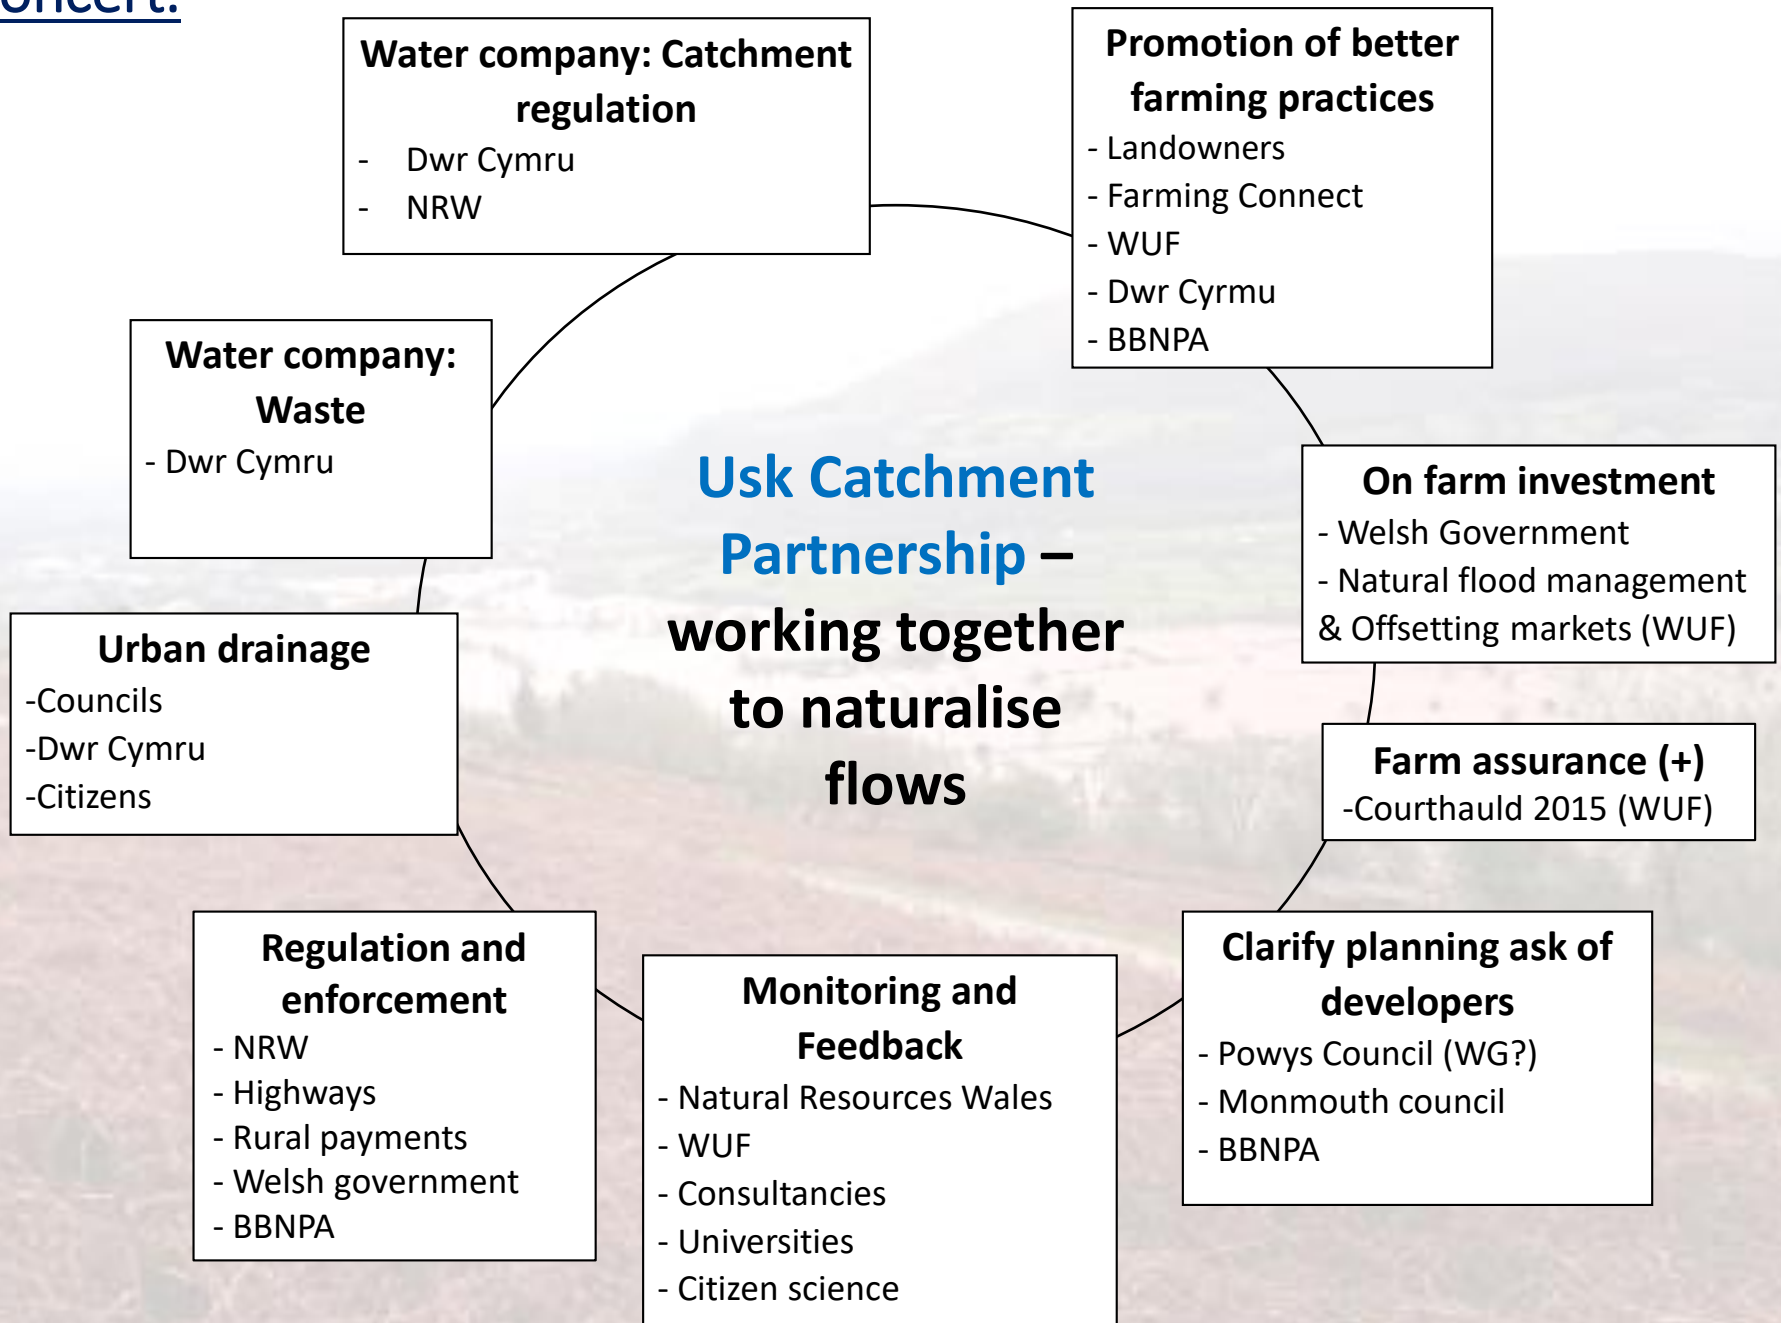 Water company: Catchment
regulation
- Dwr Cymru
- NRW
Promotion of better
farming practices
- Landowners
- Farming Connect
- WUF
- Dwr Cyrmu
- BBNPA
Water company:
Waste
- Dwr Cymru
Usk Catchment
Partnership –
working together
to naturalise
flows
On farm investment
- Welsh Government
- Natural flood management
& Offsetting markets (WUF)
Urban drainage
-Councils
-Dwr Cymru
-Citizens
Farm assurance (+)
-Courthauld 2015 (WUF)
Regulation and
enforcement
- NRW
- Highways
- Rural payments
- Welsh government
- BBNPA
Monitoring and
Feedback
- Natural Resources Wales
- WUF
- Consultancies
- Universities
- Citizen science
Clarify planning ask of
developers
- Powys Council (WG?)
- Monmouth council
- BBNPA